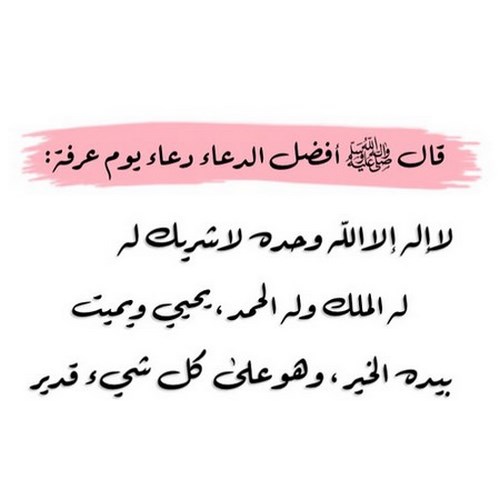 قال ﷺ أفضل الدعاء دعاء يوم عرفة:
لا إله إلا الله وحده لا شريك له
له الملك وله الحمد، يحيي ويميت
بيده الخير، وهو على كل شيء قدير